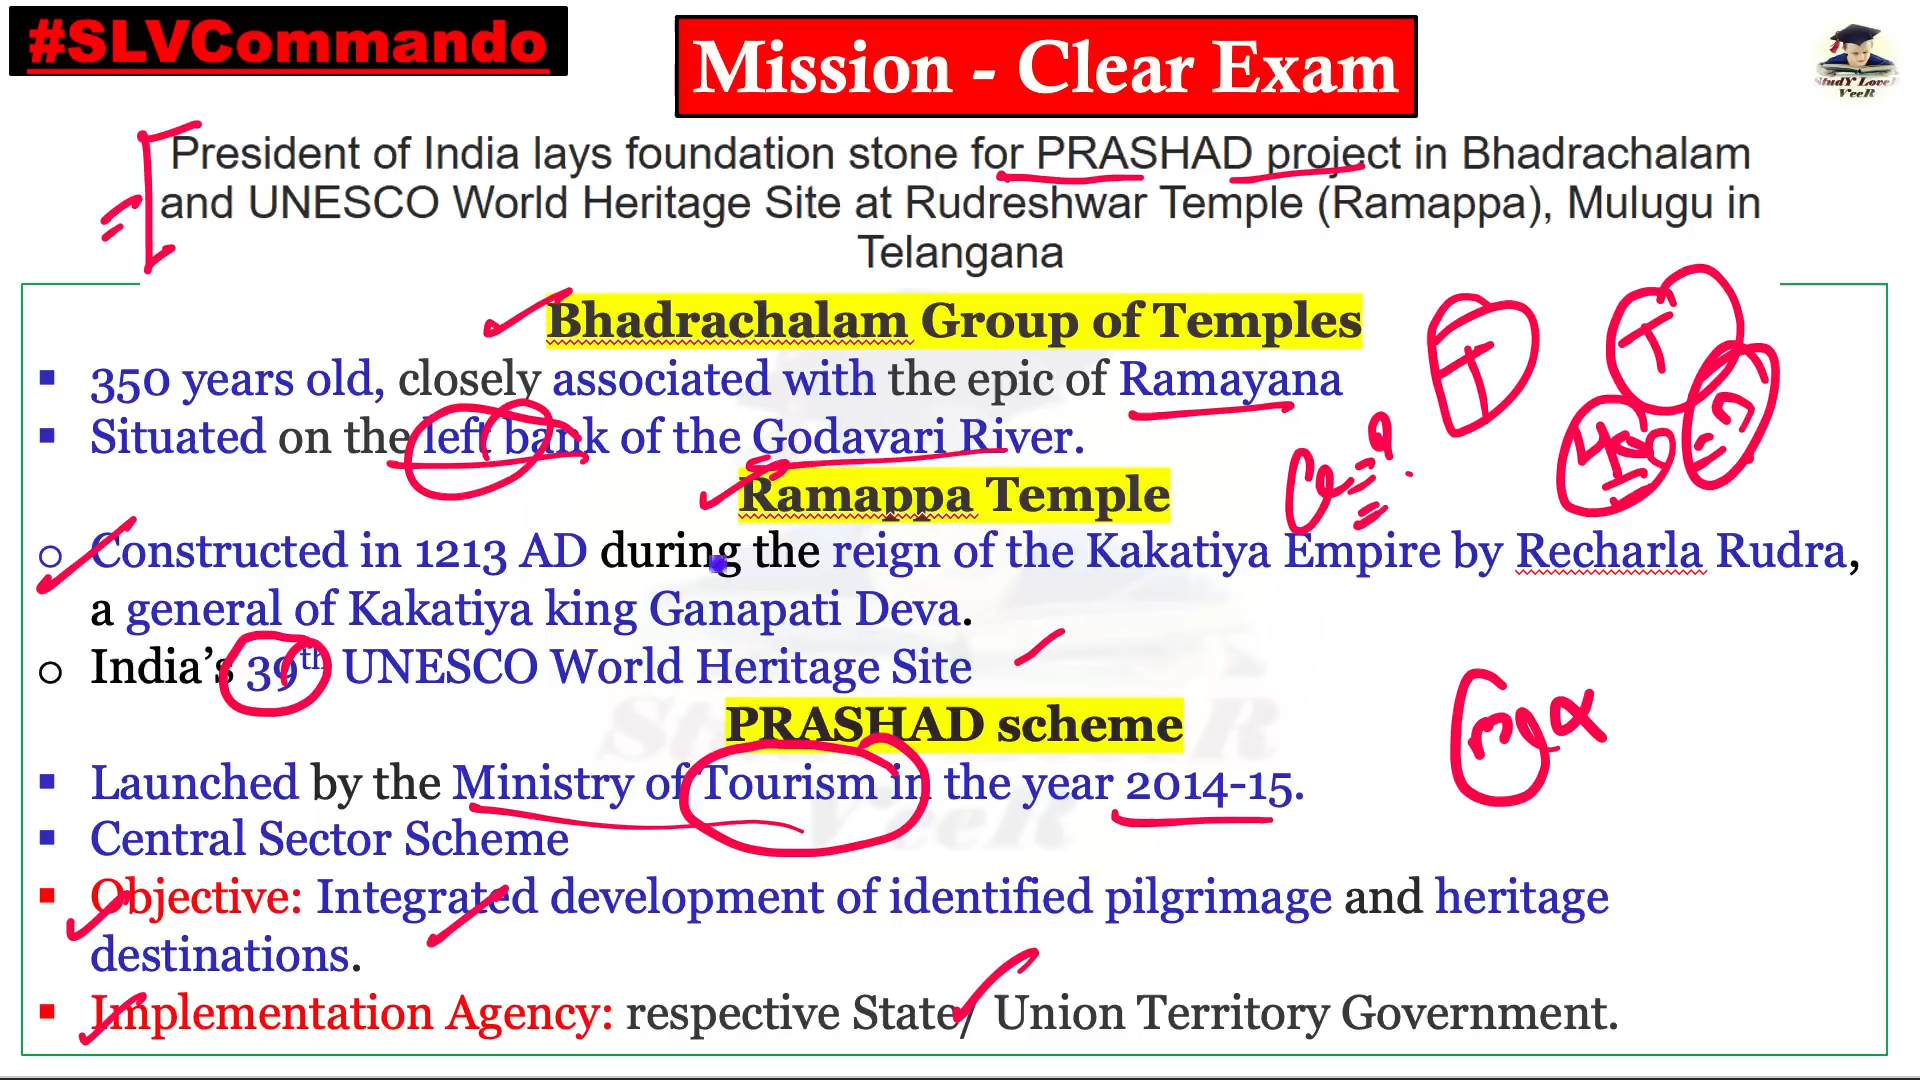 #SLVCommando
Mission - Clear Exam
StudY LoveR
VeeR
President of India lays foundation stone for PRASHAD project in Bhadrachalam
and UNESCO World Heritage Site at Rudreshwar Temple (Ramappa), Mulugu in
Telangana
Bhadrachalam Group of Temples
▪ 350 years old, closely associated with the epic of Ramayana
▪ Situated on the left bank of the Godavari River.
Ramappa Temple
○ Constructed in 1213 AD during the reign of the Kakatiya Empire by Recharla Rudra,
a general of Kakatiya king Ganapati Deva.
○ India’s 39th UNESCO World Heritage Site
PRASHAD scheme
▪ Launched by the Ministry of Tourism in the year 2014-15.
▪ Central Sector Scheme
▪ Objective: Integrated development of identified pilgrimage and heritage
destinations.
▪ Implementation Agency: respective State/ Union Territory Government.